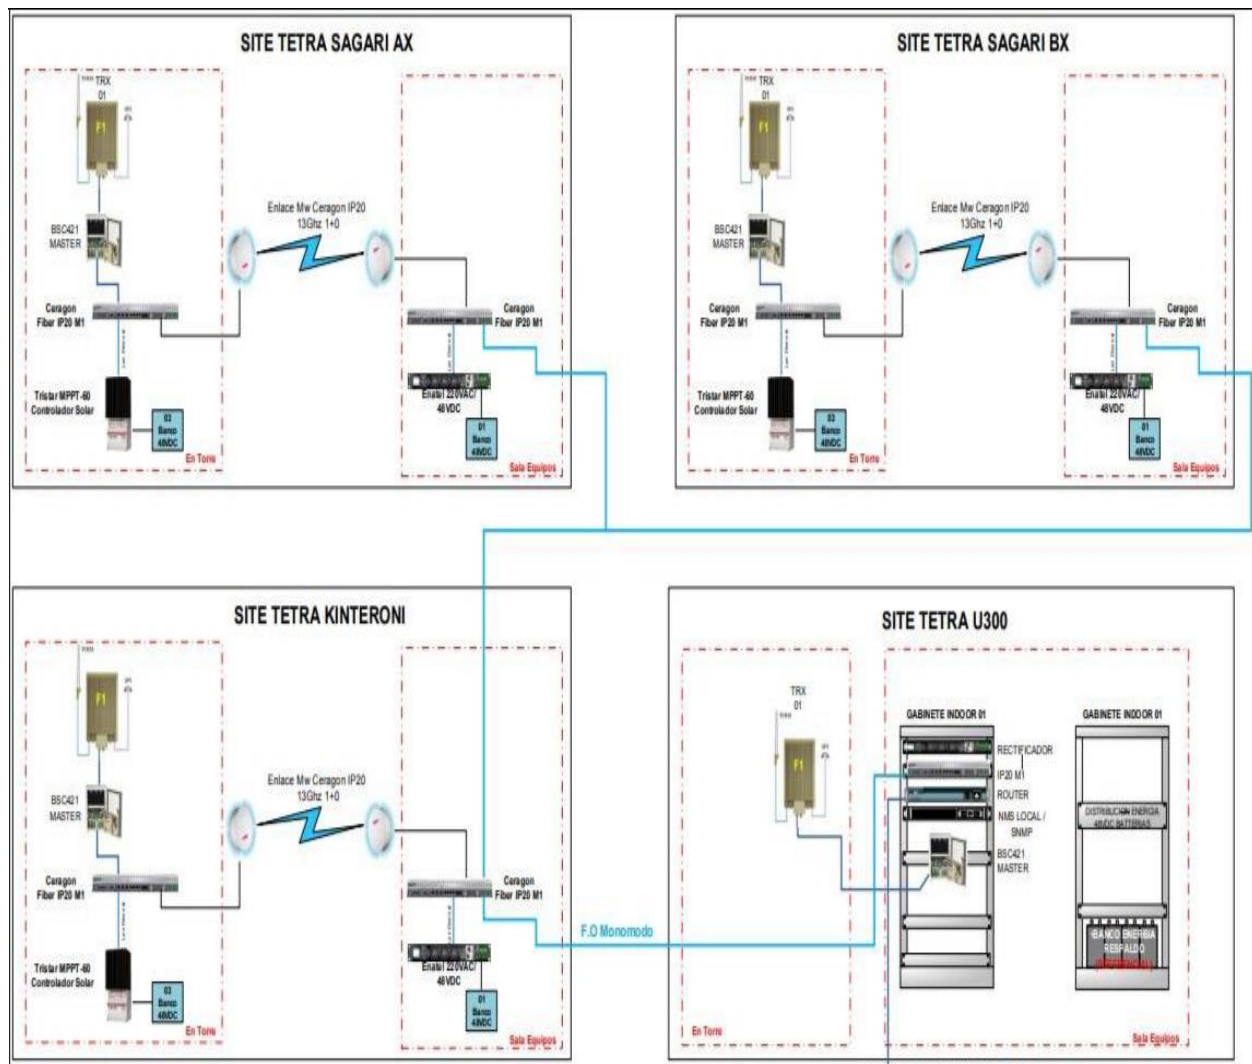 SITE TETRA SAGARI AX
TRX
01
F1
BSC421
MASTER
Enlace Mw Ceragon IP20
13Ghz 1+0
Ceragon
Fiber IP20 M1
Ceragon
Fiber IP20 M1
Tristar MPPT-60
Controlador Solar
03
Banco
48VDC
En Torre
Enatel 220VAC/
48VDC
01
Banco
48VDC
Sala Equipos
SITE TETRA SAGARI BX
TRX
01
F1
BSC421
MASTER
Enlace Mw Ceragon IP20
13Ghz 1+0
Ceragon
Fiber IP20 M1
Ceragon
Fiber IP20 M1
Tristar MPPT-60
Controlador Solar
03
Banco
48VDC
En Torre
Enatel 220VAC/
48VDC
01
Banco
48VDC
Sala Equipos
SITE TETRA KINTERONI
F1
BSC421
MASTER
Enlace Mw Ceragon IP20
13Ghz 1+0
Ceragon
Fiber IP20 M1
Ceragon
Fiber IP20 M1
Tristar MPPT-60
Controlador Solar
03
Banco
48VDC
En Torre
Enatel 220VAC/
48VDC
01
Banco
48VDC
Sala Equipos
F.O Monomodo
SITE TETRA U300
TRX
01
F1
En Torre
GABINETE INDOOR 01
RECTIFICADOR
IP20 M1
ROUTER
NMS LOCAL /
SNMP
BSC421
MASTER
GABINETE INDOOR 01
DISTRIBUCION ENERGIA
48VDC BATTERIAS
BANCO ENERGIA
RESPALDO
Sala Equipos